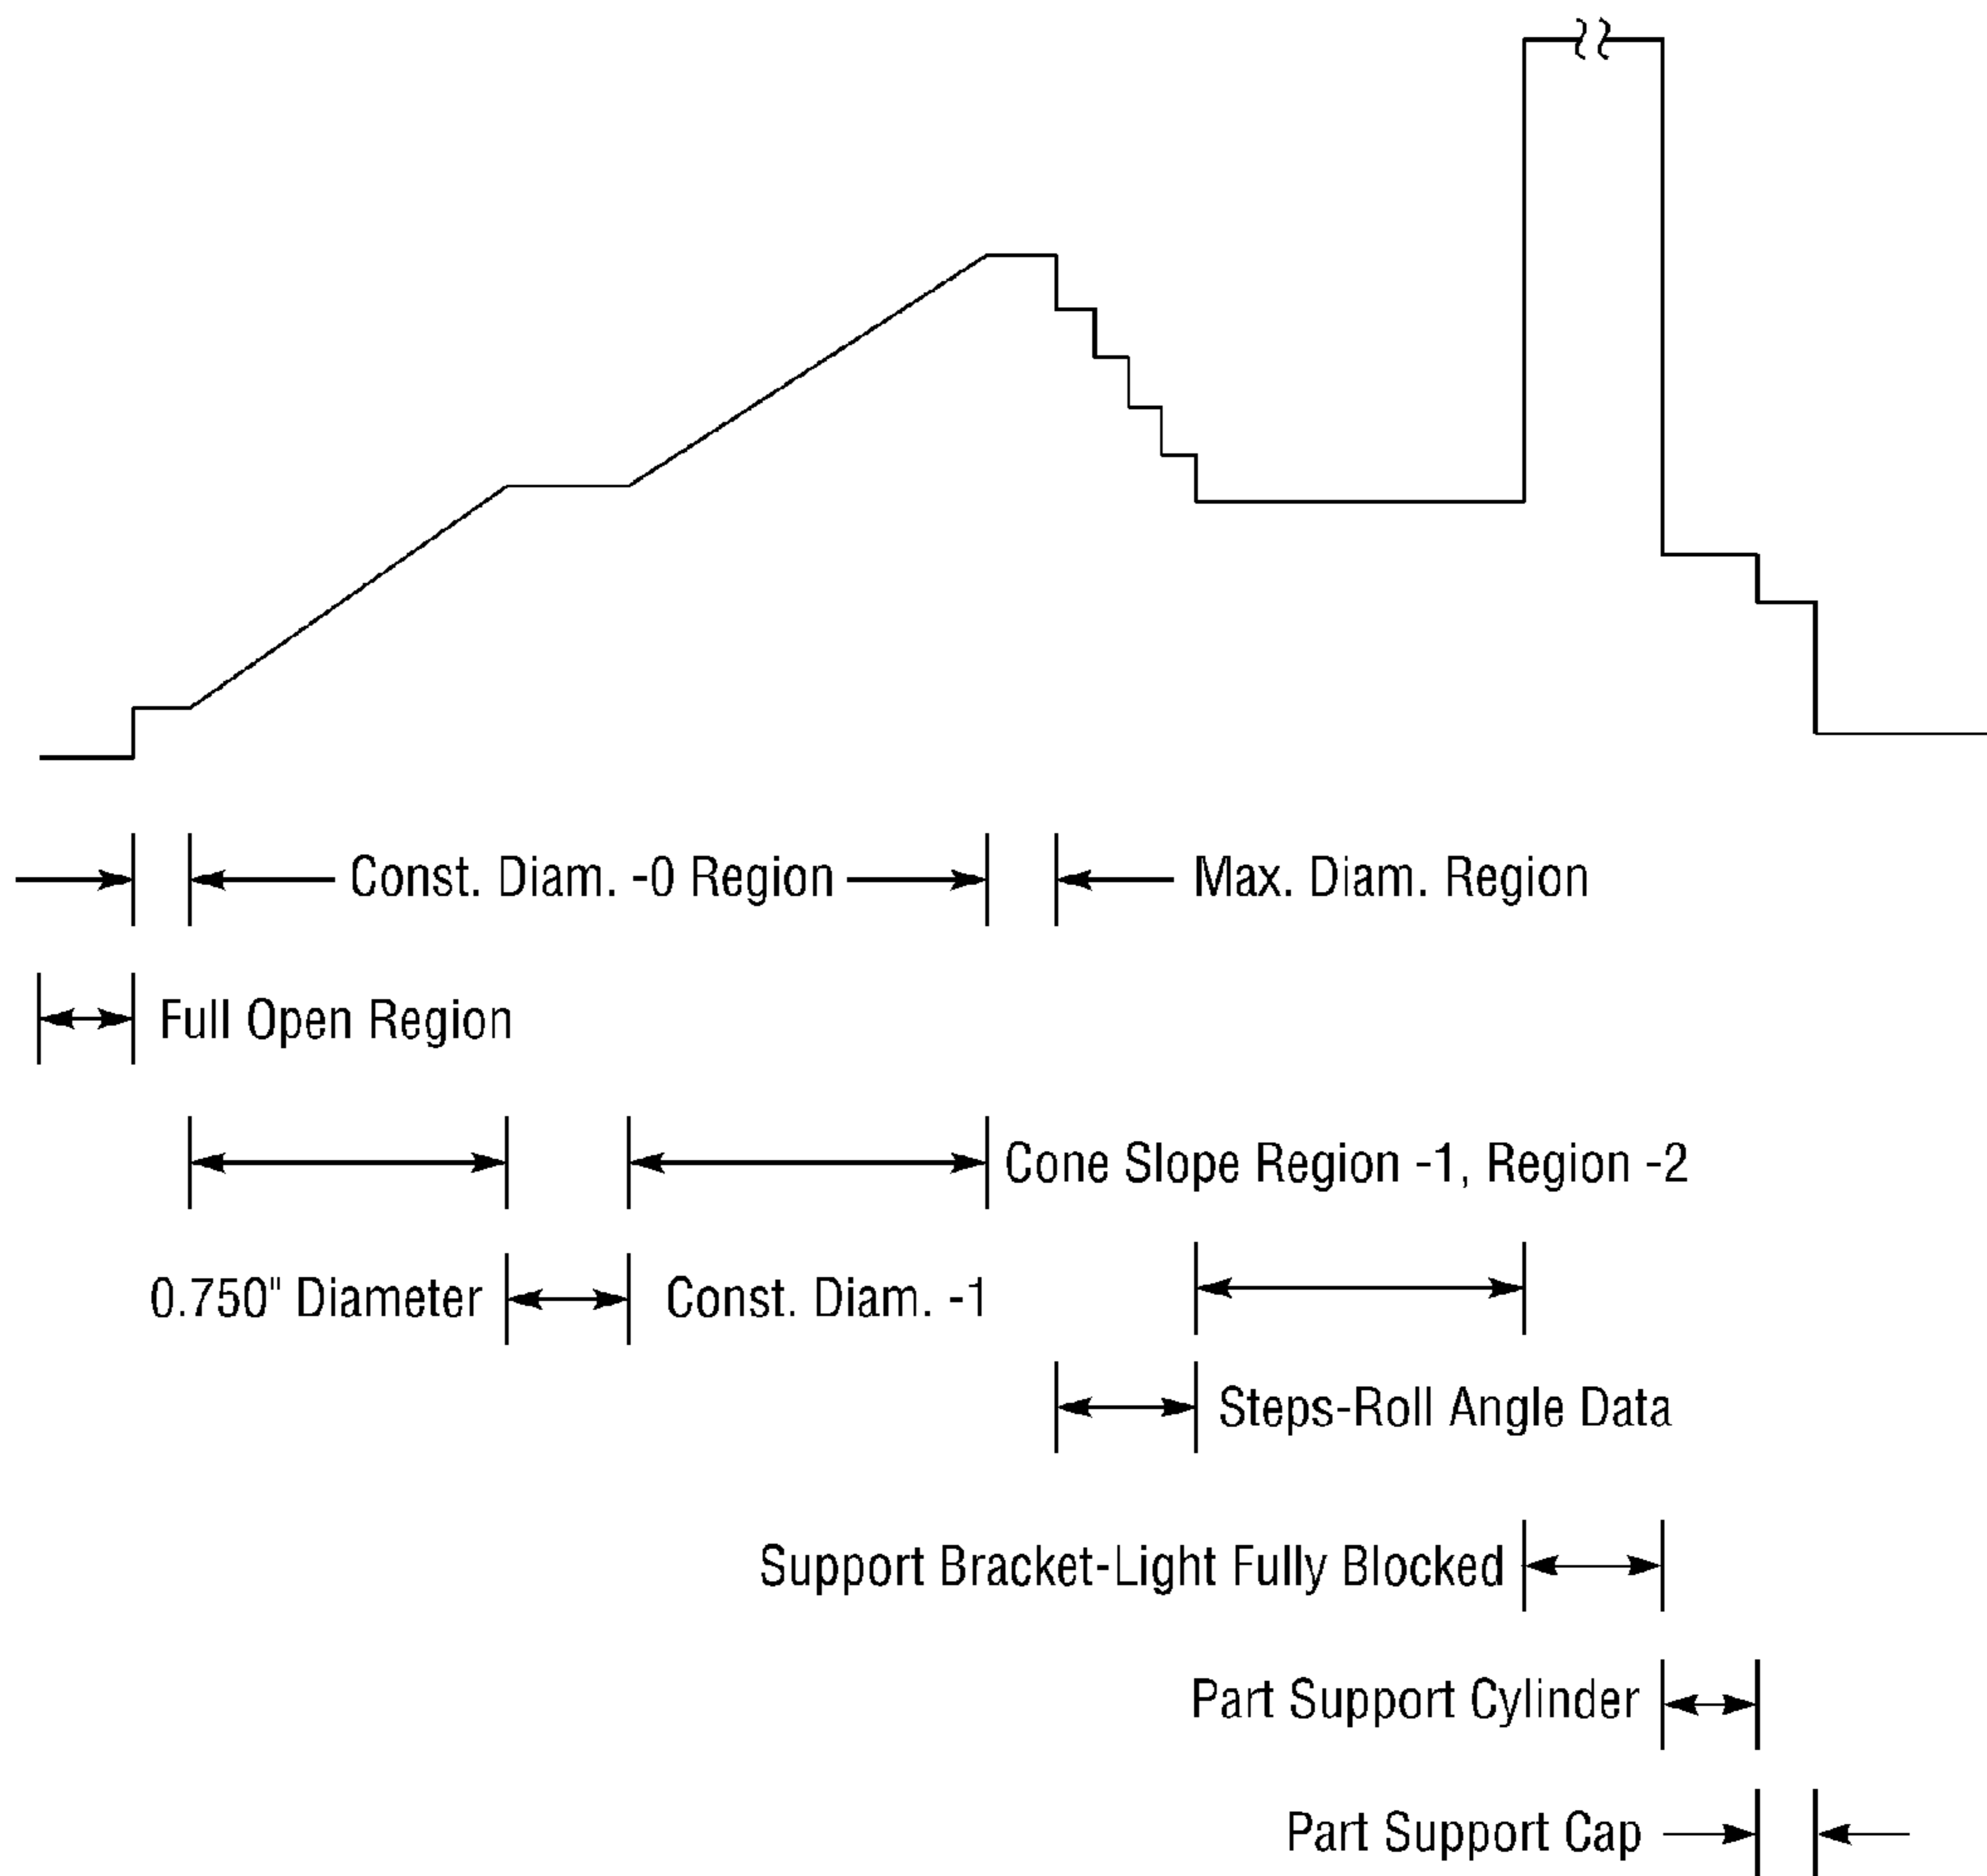 Const. Diam. -0 Region
Max. Diam. Region
Full Open Region
Cone Slope Region -1, Region -2
0.750" Diameter
Const. Diam. -1
Steps-Roll Angle Data
Support Bracket-Light Fully Blocked
Part Support Cylinder
Part Support Cap